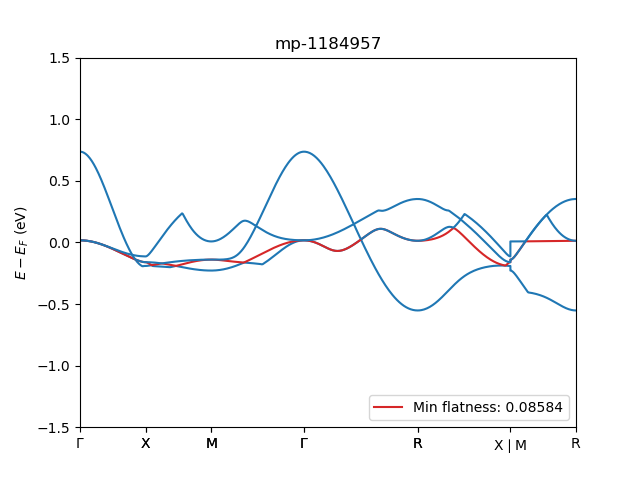 mp-1184957
1.5
1.0
0.5
0.0
−0.5
−1.0
−1.5
E − E_F (eV)
Min flatness: 0.08584
Γ X M Γ R X | M R